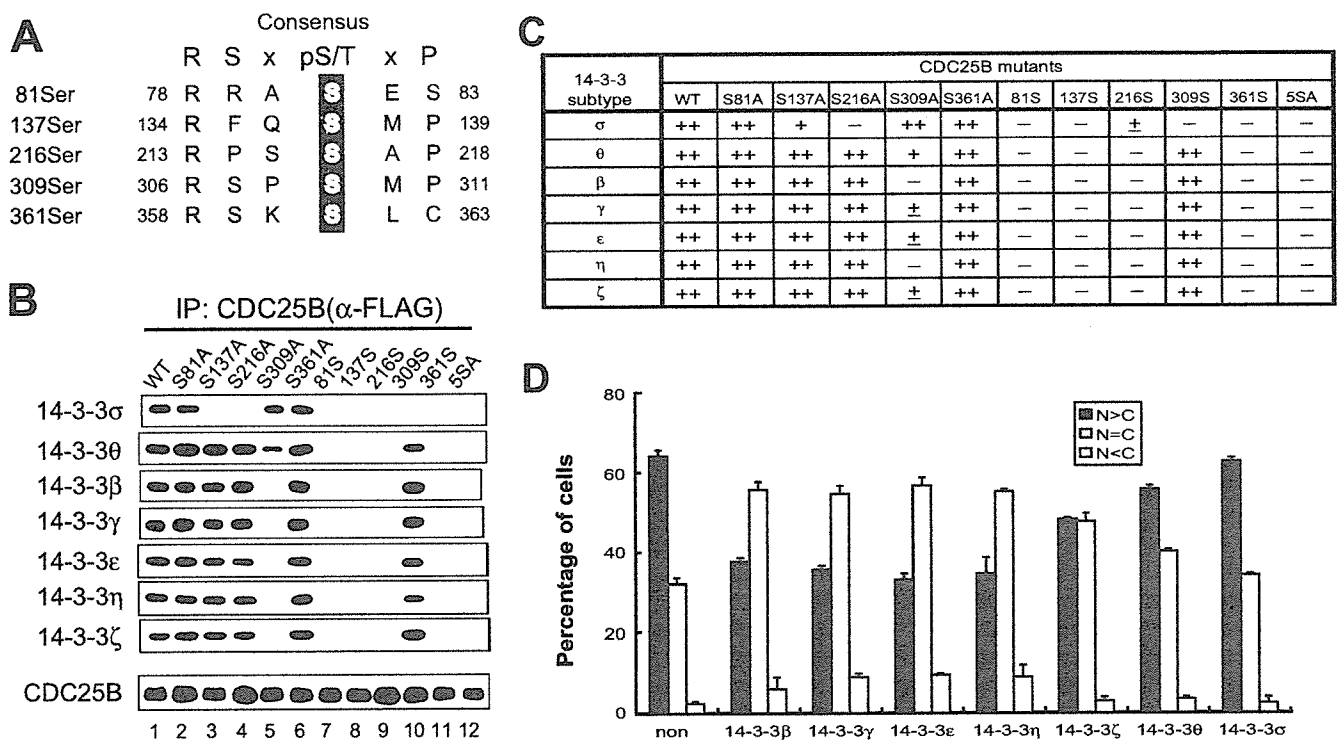 A
Consensus
R S x pS/T x P
81Ser 78 R R A S E S 83
137Ser 134 R F Q S M P 139
216Ser 213 R P S S A P 218
309Ser 306 R S P S M P 311
361Ser 358 R S K S L C 363
B
IP: CDC25B(α-FLAG)
WT S81A S137A S216A S309A S361A 81S 137S 216S 309S 361S 5SA
14-3-3σ
14-3-3θ
14-3-3β
14-3-3γ
14-3-3ε
14-3-3η
14-3-3ζ
CDC25B
1 2 3 4 5 6 7 8 9 10 11 12
C
14-3-3 subtype CDC25B mutants
WT S81A S137A S216A S309A S361A 81S 137S 216S 309S 361S 5SA
σ ++ ++ + — ++ ++ — — ± — — —
θ ++ ++ ++ ++ + ++ — — — ++ — —
β ++ ++ ++ ++ — ++ — — — ++ — —
γ ++ ++ ++ ++ ± ++ — — — ++ — —
ε ++ ++ ++ ++ ± ++ — — — ++ — —
η ++ ++ ++ ++ — ++ — — — ++ — —
ζ ++ ++ ++ ++ ± ++ — — — ++ — —
D
Percentage of cells
80
60
40
20
0
N>C
N=C
N<C
non 14-3-3β 14-3-3γ 14-3-3ε 14-3-3η 14-3-3ζ 14-3-3θ 14-3-3σ